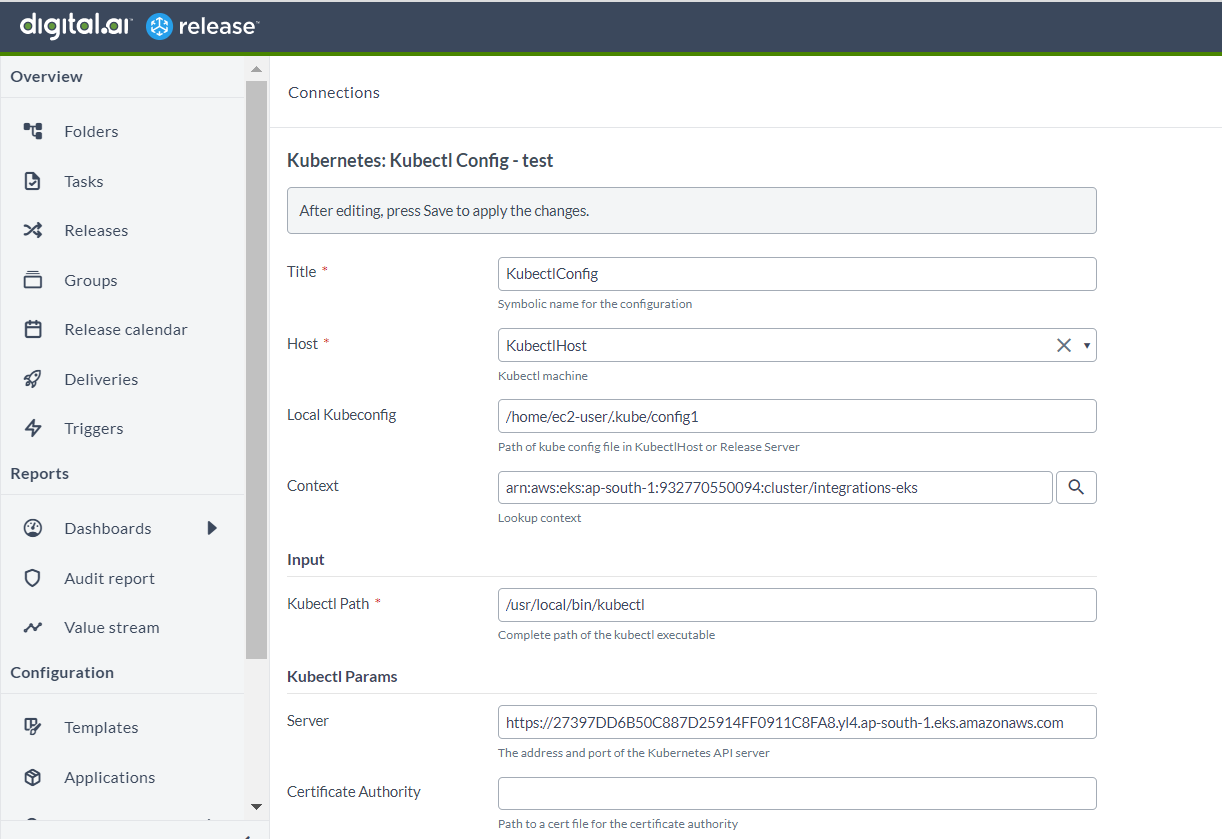 digital.ai release
Overview
Folders
Tasks
Releases
Groups
Release calendar
Deliveries
Triggers
Reports
Dashboards
Audit report
Value stream
Configuration
Templates
Applications
Connections
Kubernetes: Kubectl Config - test
After editing, press Save to apply the changes.
Title *
KubectlConfig
Symbolic name for the configuration
Host *
KubectlHost
Kubectl machine
Local Kubeconfig
/home/ec2-user/.kube/config1
Path of kube config file in KubectlHost or Release Server
Context
arn:aws:eks:ap-south-1:932770550094:cluster/integrations-eks
Lookup context
Input
Kubectl Path *
/usr/local/bin/kubectl
Complete path of the kubectl executable
Kubectl Params
Server
https://27397DD6B50C887D25914FF0911C8FA8.yl4.ap-south-1.eks.amazonaws.com
The address and port of the Kubernetes API server
Certificate Authority
Path to a cert file for the certificate authority